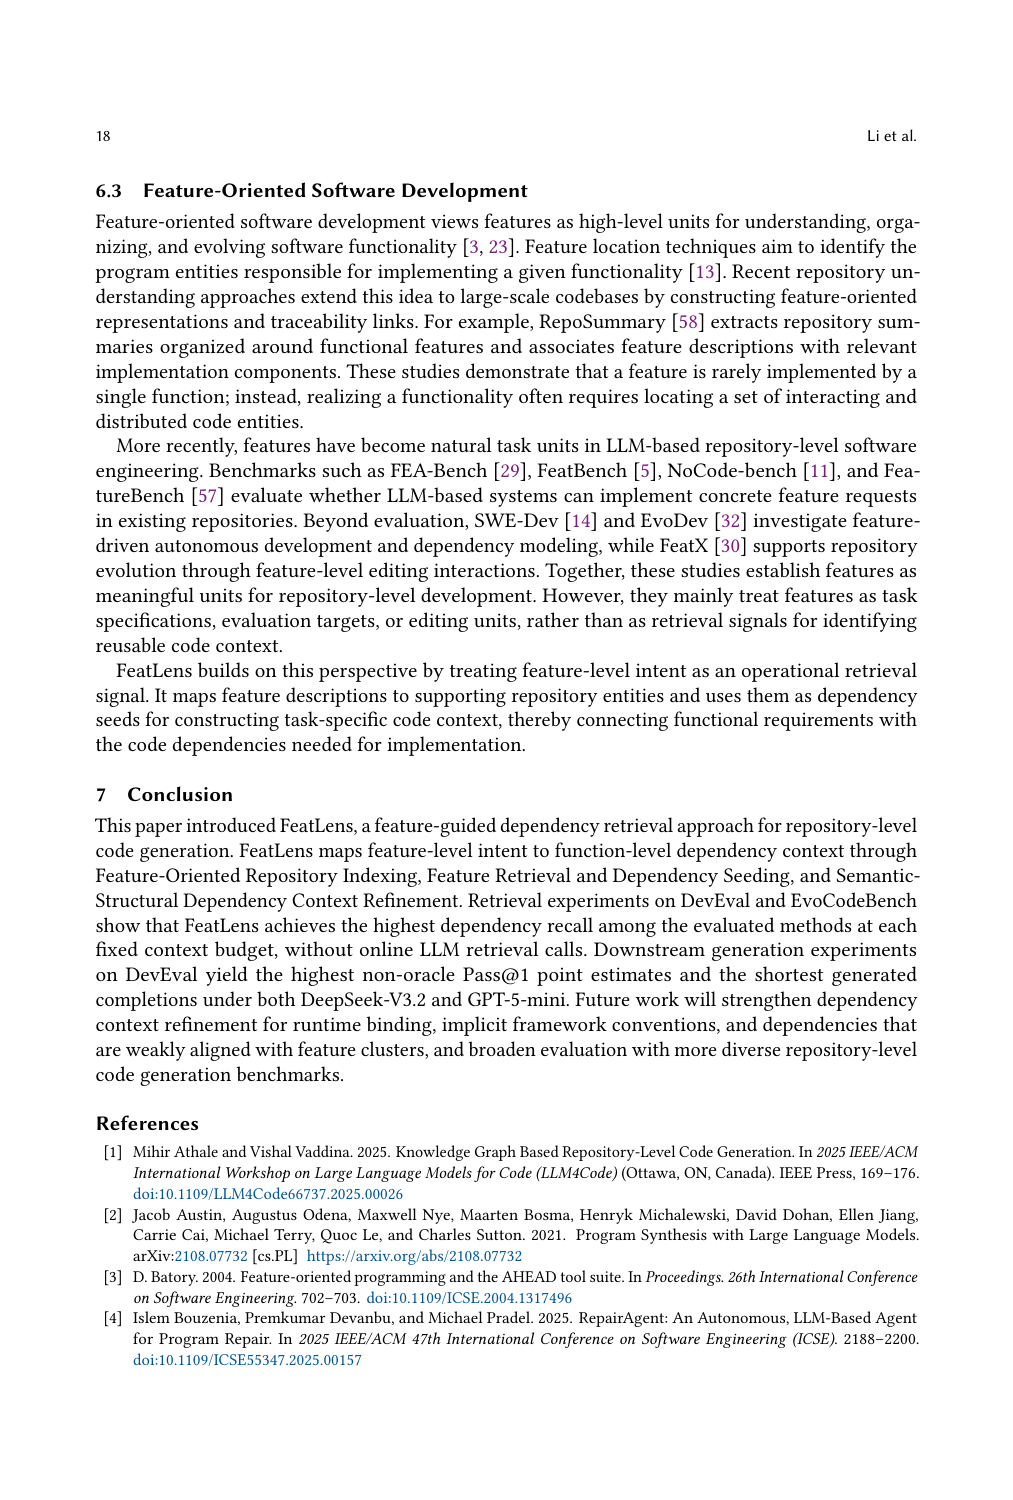 18
Li et al.
6.3 Feature-Oriented Software Development
Feature-oriented software development views features as high-level units for understanding, orga-
nizing, and evolving software functionality [3, 23]. Feature location techniques aim to identify the
program entities responsible for implementing a given functionality [13]. Recent repository un-
derstanding approaches extend this idea to large-scale codebases by constructing feature-oriented
representations and traceability links. For example, RepoSummary [58] extracts repository sum-
maries organized around functional features and associates feature descriptions with relevant
implementation components. These studies demonstrate that a feature is rarely implemented by a
single function; instead, realizing a functionality often requires locating a set of interacting and
distributed code entities.
More recently, features have become natural task units in LLM-based repository-level software
engineering. Benchmarks such as FEA-Bench [29], FeatBench [5], NoCode-bench [11], and Fea-
tureBench [57] evaluate whether LLM-based systems can implement concrete feature requests
in existing repositories. Beyond evaluation, SWE-Dev [14] and EvoDev [32] investigate feature-
driven autonomous development and dependency modeling, while FeatX [30] supports repository
evolution through feature-level editing interactions. Together, these studies establish features as
meaningful units for repository-level development. However, they mainly treat features as task
specifications, evaluation targets, or editing units, rather than as retrieval signals for identifying
reusable code context.
FeatLens builds on this perspective by treating feature-level intent as an operational retrieval
signal. It maps feature descriptions to supporting repository entities and uses them as dependency
seeds for constructing task-specific code context, thereby connecting functional requirements with
the code dependencies needed for implementation.
7 Conclusion
This paper introduced FeatLens, a feature-guided dependency retrieval approach for repository-level
code generation. FeatLens maps feature-level intent to function-level dependency context through
Feature-Oriented Repository Indexing, Feature Retrieval and Dependency Seeding, and Semantic-
Structural Dependency Context Refinement. Retrieval experiments on DevEval and EvoCodeBench
show that FeatLens achieves the highest dependency recall among the evaluated methods at each
fixed context budget, without online LLM retrieval calls. Downstream generation experiments
on DevEval yield the highest non-oracle Pass@1 point estimates and the shortest generated
completions under both DeepSeek-V3.2 and GPT-5-mini. Future work will strengthen dependency
context refinement for runtime binding, implicit framework conventions, and dependencies that
are weakly aligned with feature clusters, and broaden evaluation with more diverse repository-level
code generation benchmarks.
References
[1] Mihir Athale and Vishal Vaddina. 2025. Knowledge Graph Based Repository-Level Code Generation. In 2025 IEEE/ACM
International Workshop on Large Language Models for Code (LLM4Code) (Ottawa, ON, Canada). IEEE Press, 169–176.
doi:10.1109/LLM4Code66737.2025.00026
[2] Jacob Austin, Augustus Odena, Maxwell Nye, Maarten Bosma, Henryk Michalewski, David Dohan, Ellen Jiang,
Carrie Cai, Michael Terry, Quoc Le, and Charles Sutton. 2021. Program Synthesis with Large Language Models.
arXiv:2108.07732 [cs.PL] https://arxiv.org/abs/2108.07732
[3] D. Batory. 2004. Feature-oriented programming and the AHEAD tool suite. In Proceedings. 26th International Conference
on Software Engineering. 702–703. doi:10.1109/ICSE.2004.1317496
[4] Islem Bouzenia, Premkumar Devanbu, and Michael Pradel. 2025. RepairAgent: An Autonomous, LLM-Based Agent
for Program Repair. In 2025 IEEE/ACM 47th International Conference on Software Engineering (ICSE). 2188–2200.
doi:10.1109/ICSE55347.2025.00157